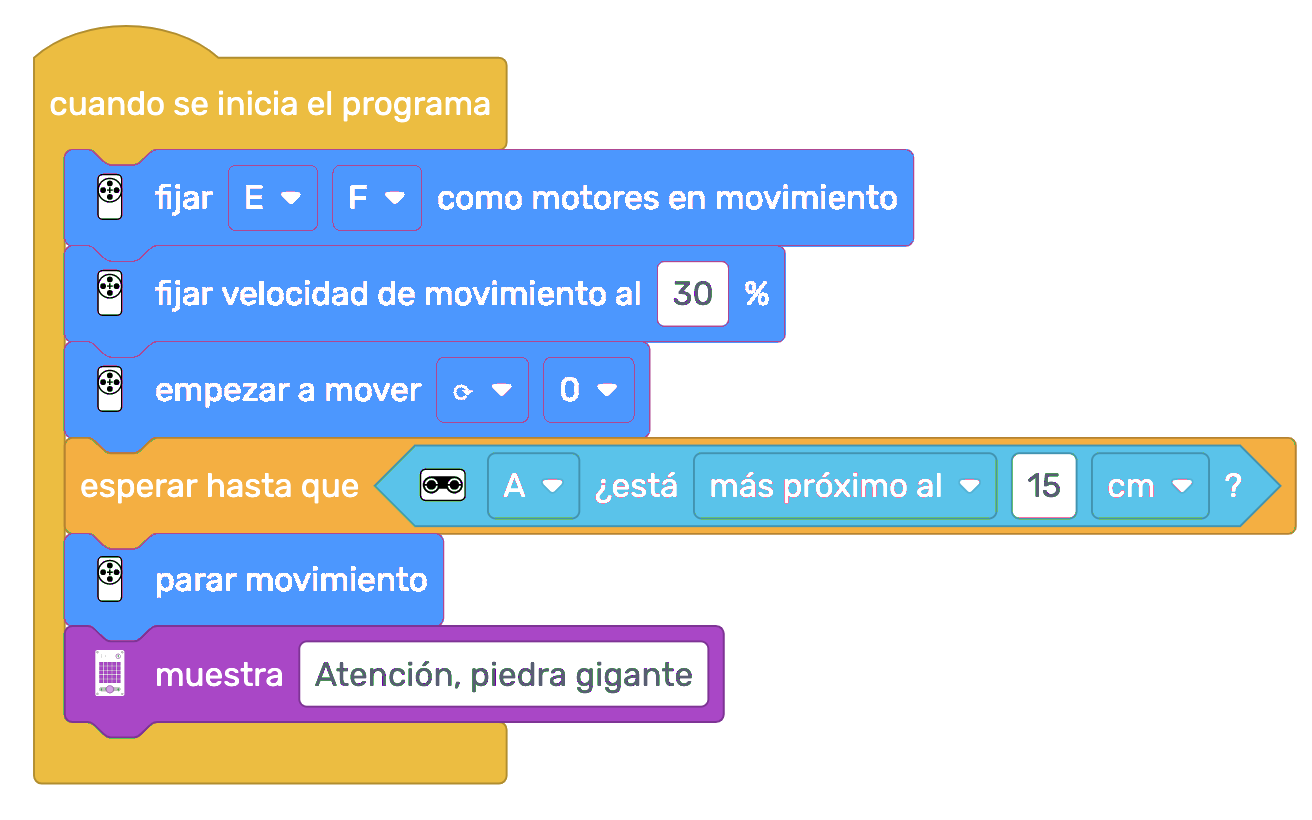 cuando se inicia el programa
fijar E F como motores en movimiento
fijar velocidad de movimiento al 30 %
empezar a mover 0
esperar hasta que A ¿está más próximo al 15 cm ?
parar movimiento
muestra Atención, piedra gigante